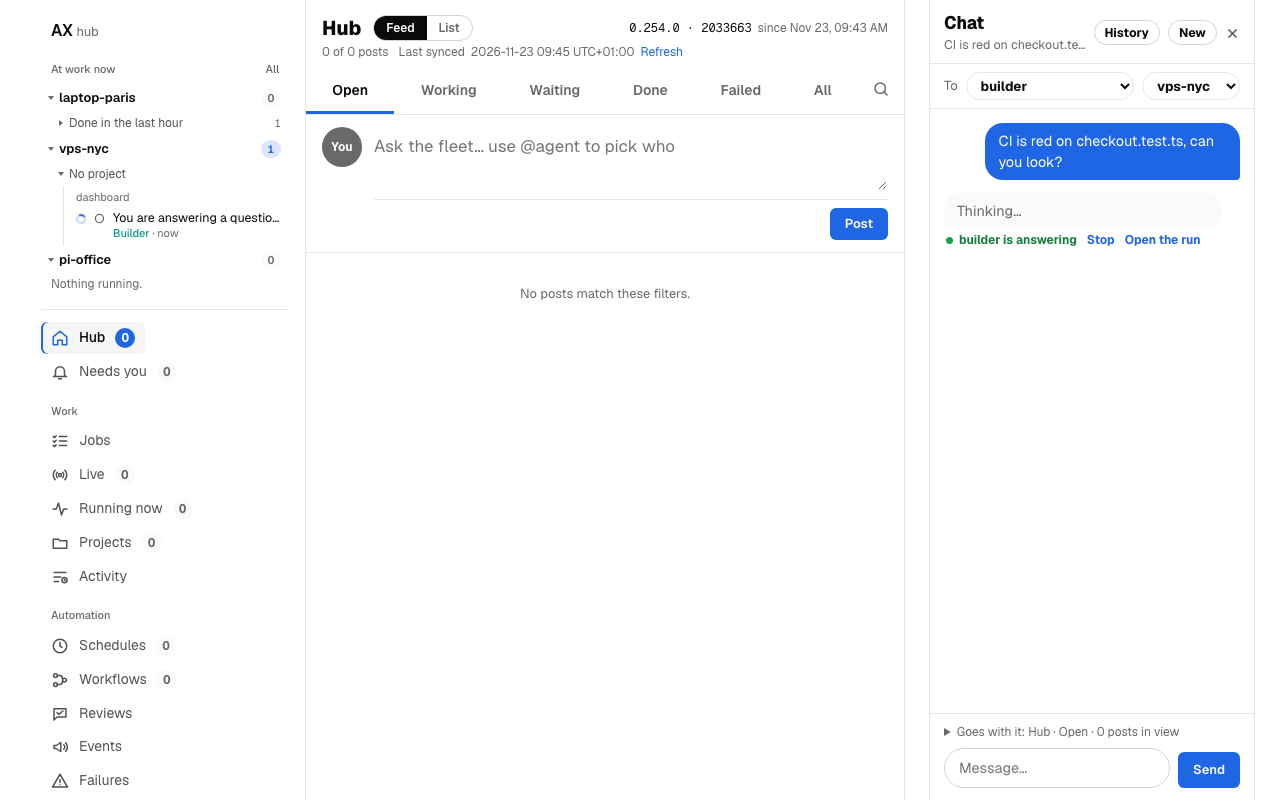 AX hub
At work now All
laptop-paris 0
Done in the last hour 1
vps-nyc 1
No project
dashboard
You are answering a questio...
Builder · now
pi-office 0
Nothing running.
Hub 0
Needs you 0
Work
Jobs
Live 0
Running now 0
Projects 0
Activity
Automation
Schedules 0
Workflows 0
Reviews
Events
Failures
Hub Feed List 0.254.0 · 2033663 since Nov 23, 09:43 AM
0 of 0 posts Last synced 2026-11-23 09:45 UTC+01:00 Refresh
Open Working Waiting Done Failed All
You Ask the fleet... use @agent to pick who
Post
No posts match these filters.
Chat
CI is red on checkout.te...
History New ×
To builder vps-nyc
CI is red on checkout.test.ts, can
you look?
Thinking...
builder is answering Stop Open the run
Goes with it: Hub · Open · 0 posts in view
Message...
Send